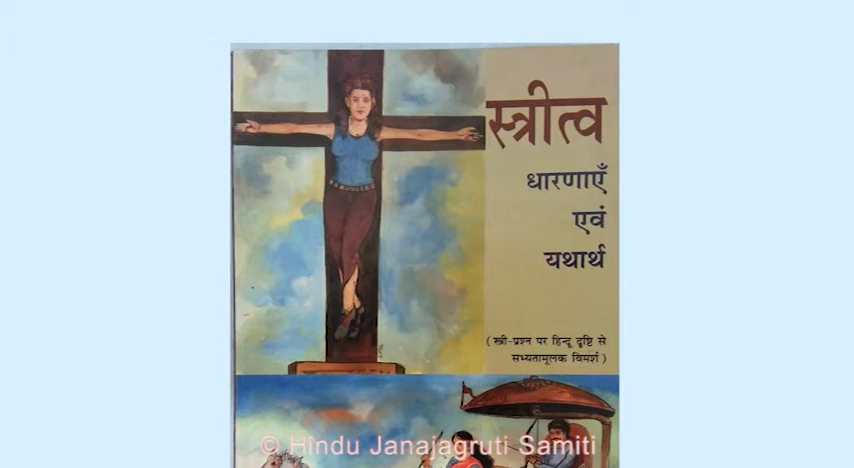 स्त्रीत्व
धारणाएँ
एवं
यथार्थ
( स्त्री-प्रश्न पर हिन्दू दृष्टि से
सभ्यतामूलक विमर्श )
© Hindu Janajagruti Samiti